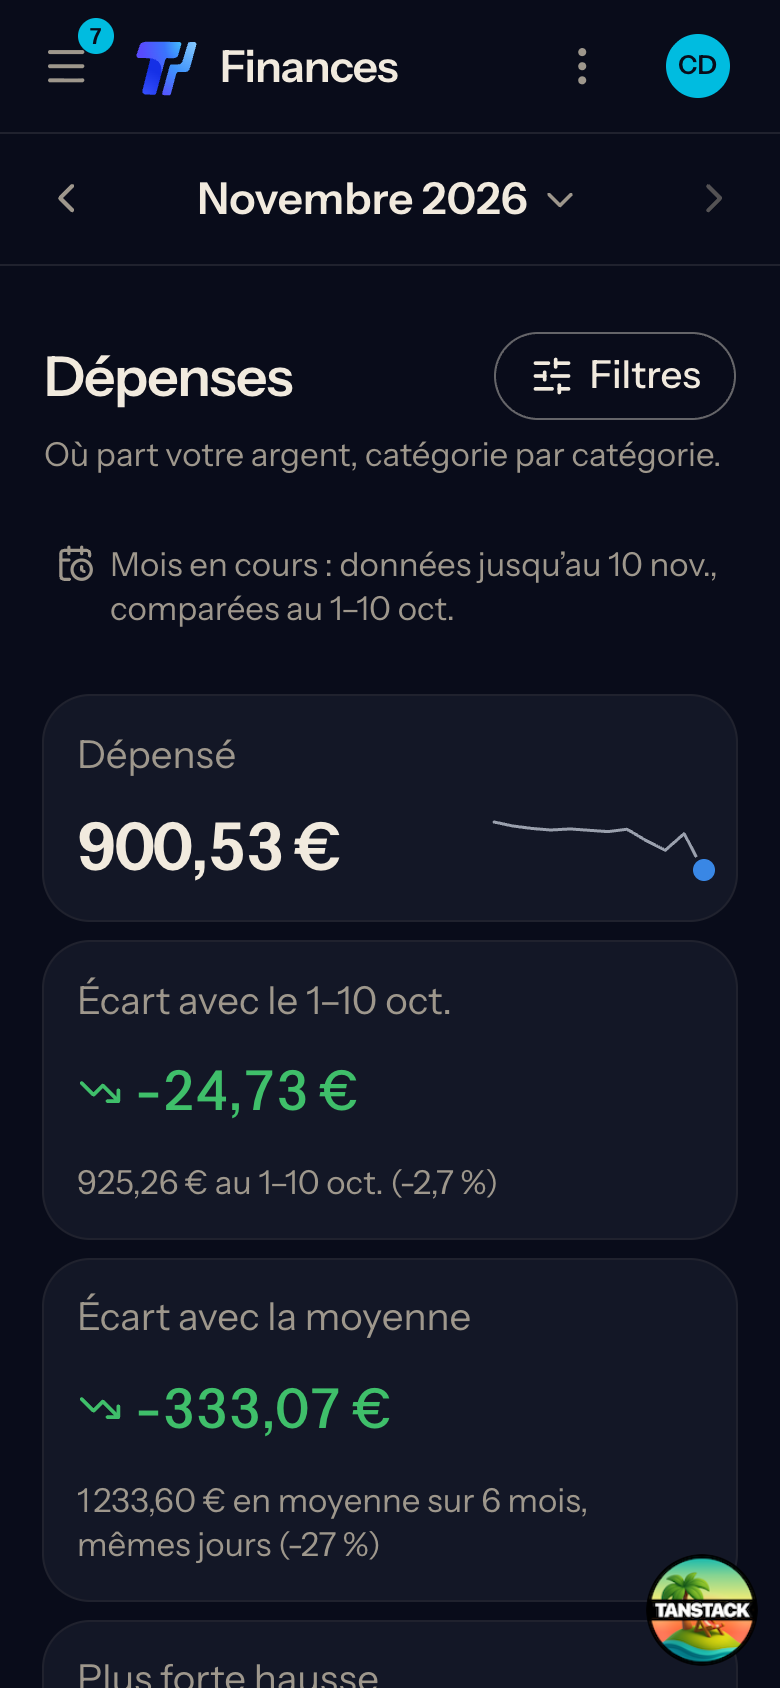 7
Finances
CD
Novembre 2026
Dépenses
Filtres
Où part votre argent, catégorie par catégorie.
Mois en cours : données jusqu’au 10 nov.,
comparées au 1–10 oct.
Dépensé
900,53 €
Écart avec le 1–10 oct.
-24,73 €
925,26 € au 1–10 oct. (-2,7 %)
Écart avec la moyenne
-333,07 €
1 233,60 € en moyenne sur 6 mois,
mêmes jours (-27 %)
TANSTACK
Plus forte hausse